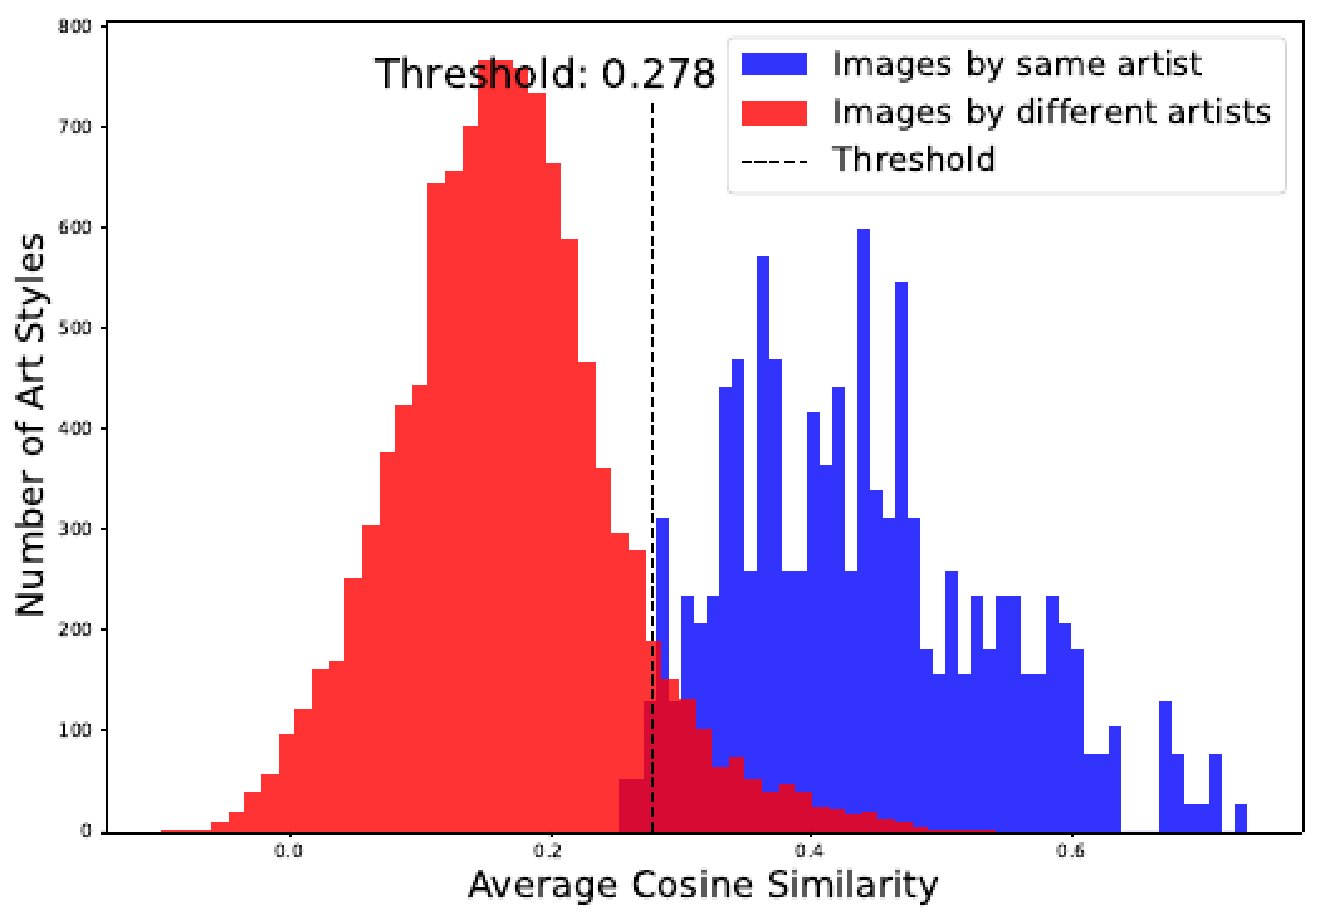 Threshold: 0.278
Images by same artist
Images by different artists
Threshold
Number of Art Styles
800
700
600
500
400
300
200
100
0
0.0 0.2 0.4 0.6
Average Cosine Similarity